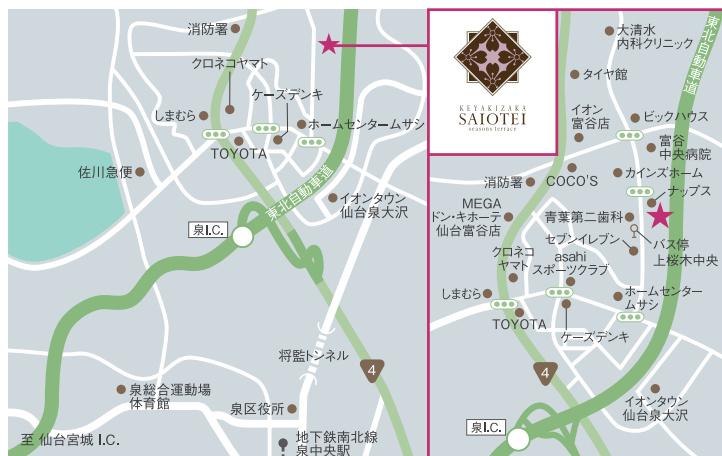 消防署
クロネコヤマト
しまむら
ケーズデンキ
ホームセンタームサシ
TOYOTA
佐川急便
東北自動車道
イオンタウン
仙台泉大沢
泉I.C.
将監トンネル
4
泉総合運動場
体育館
泉区役所
至 仙台宮城 I.C.
地下鉄南北線
泉中央駅
KEYAKIZAKA
SAIOTEI
seasons terrace
大清水
内科クリニック
東北自動車道
タイヤ館
イオン
富谷店
ビックハウス
富谷
中央病院
COCO'S
カインズホーム
消防署
ナップス
MEGA
ドン・キホーテ
仙台富谷店
青葉第二歯科
セブンイレブン
バス停
上桜木中央
クロネコ
ヤマト
asahi
スポーツクラブ
しまむら
ホームセンター
ムサシ
TOYOTA
ケーズデンキ
4
イオンタウン
仙台泉大沢
泉I.C.